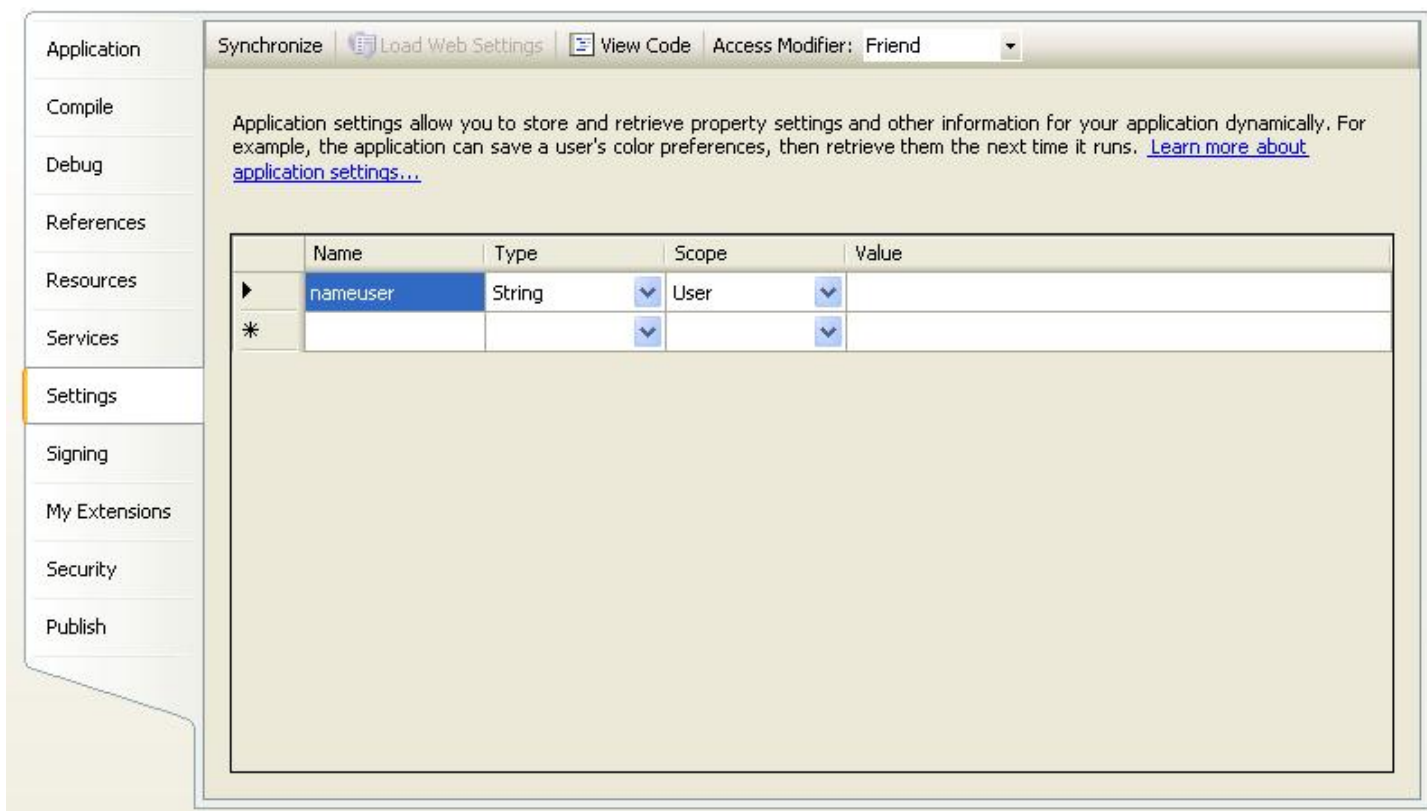 Application
Compile
Debug
References
Resources
Services
Settings
Signing
My Extensions
Security
Publish
Synchronize Load Web Settings View Code Access Modifier: Friend
Application settings allow you to store and retrieve property settings and other information for your application dynamically. For
example, the application can save a user's color preferences, then retrieve them the next time it runs. Learn more about
application settings...
Name Type Scope Value
nameuser String User